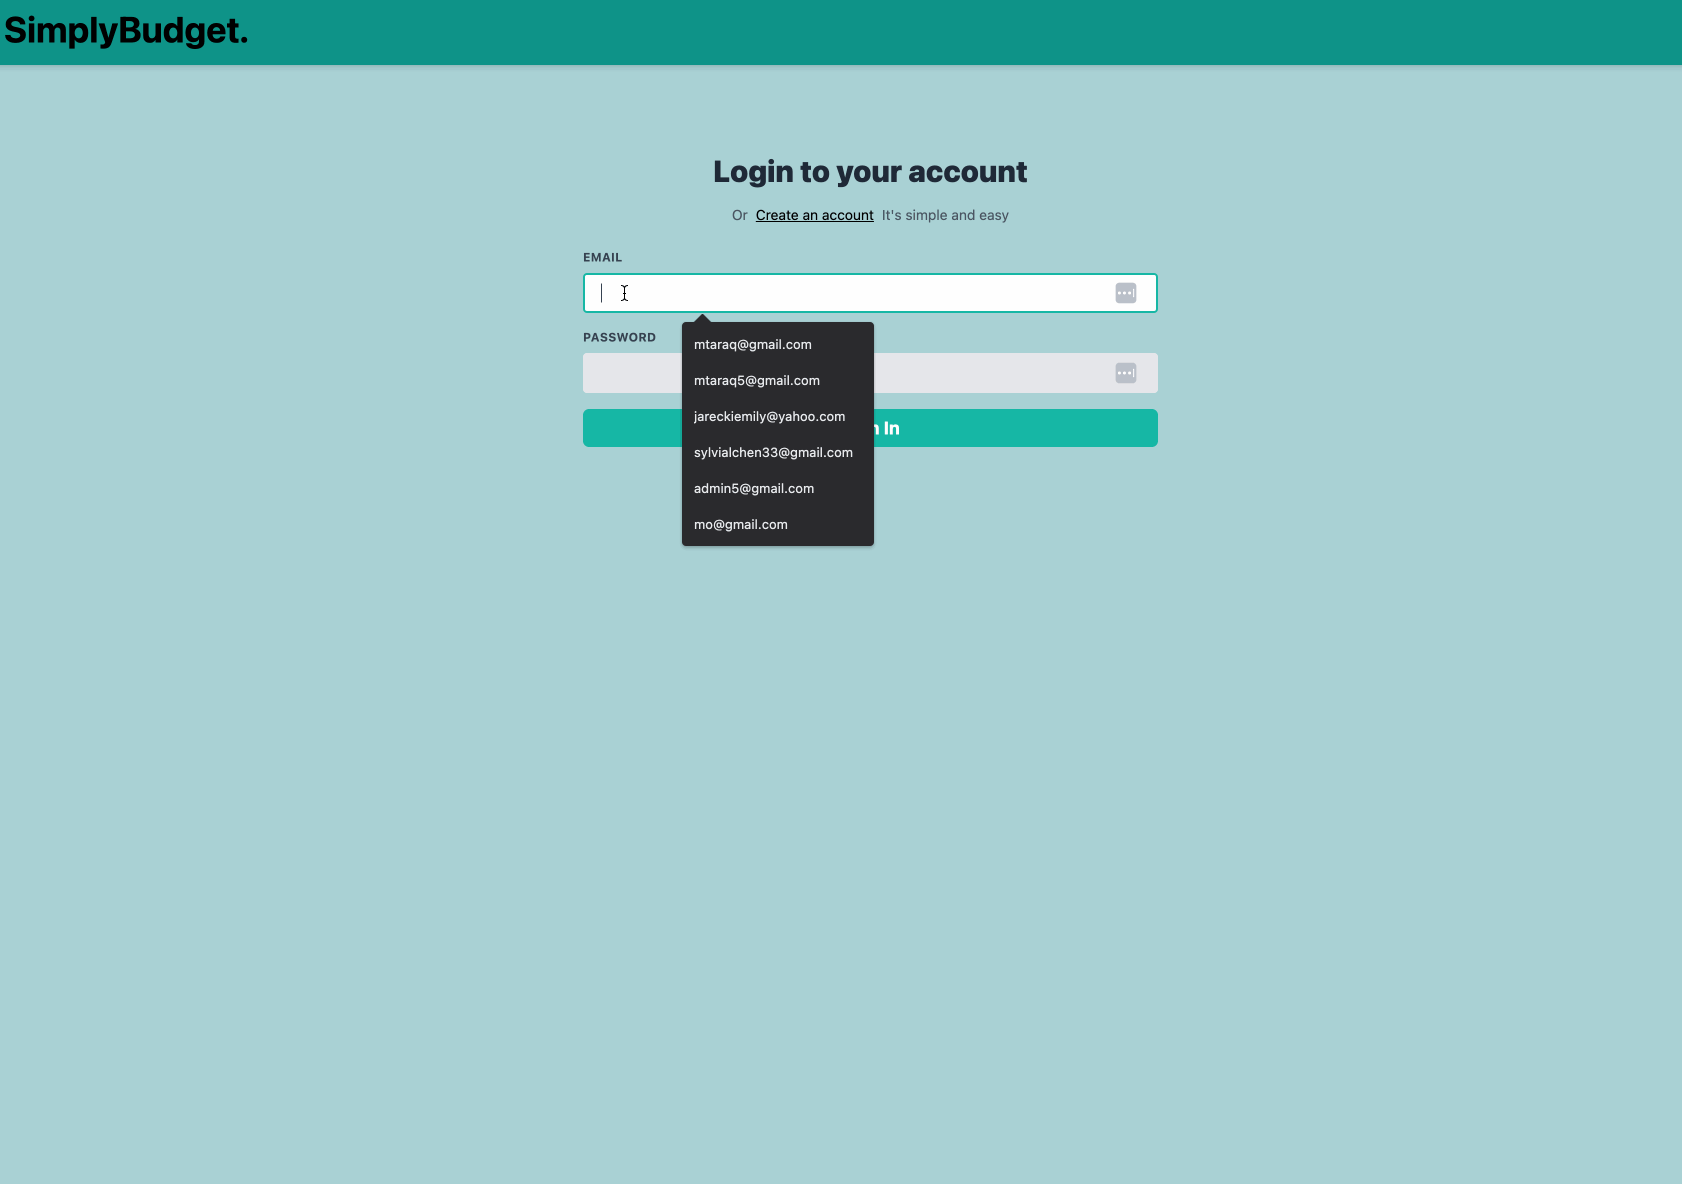 SimplyBudget.
Login to your account
Or Create an account It's simple and easy
EMAIL
PASSWORD
mtaraq@gmail.com
mtaraq5@gmail.com
jareckiemily@yahoo.com
sylvialchen33@gmail.com
admin5@gmail.com
mo@gmail.com
In